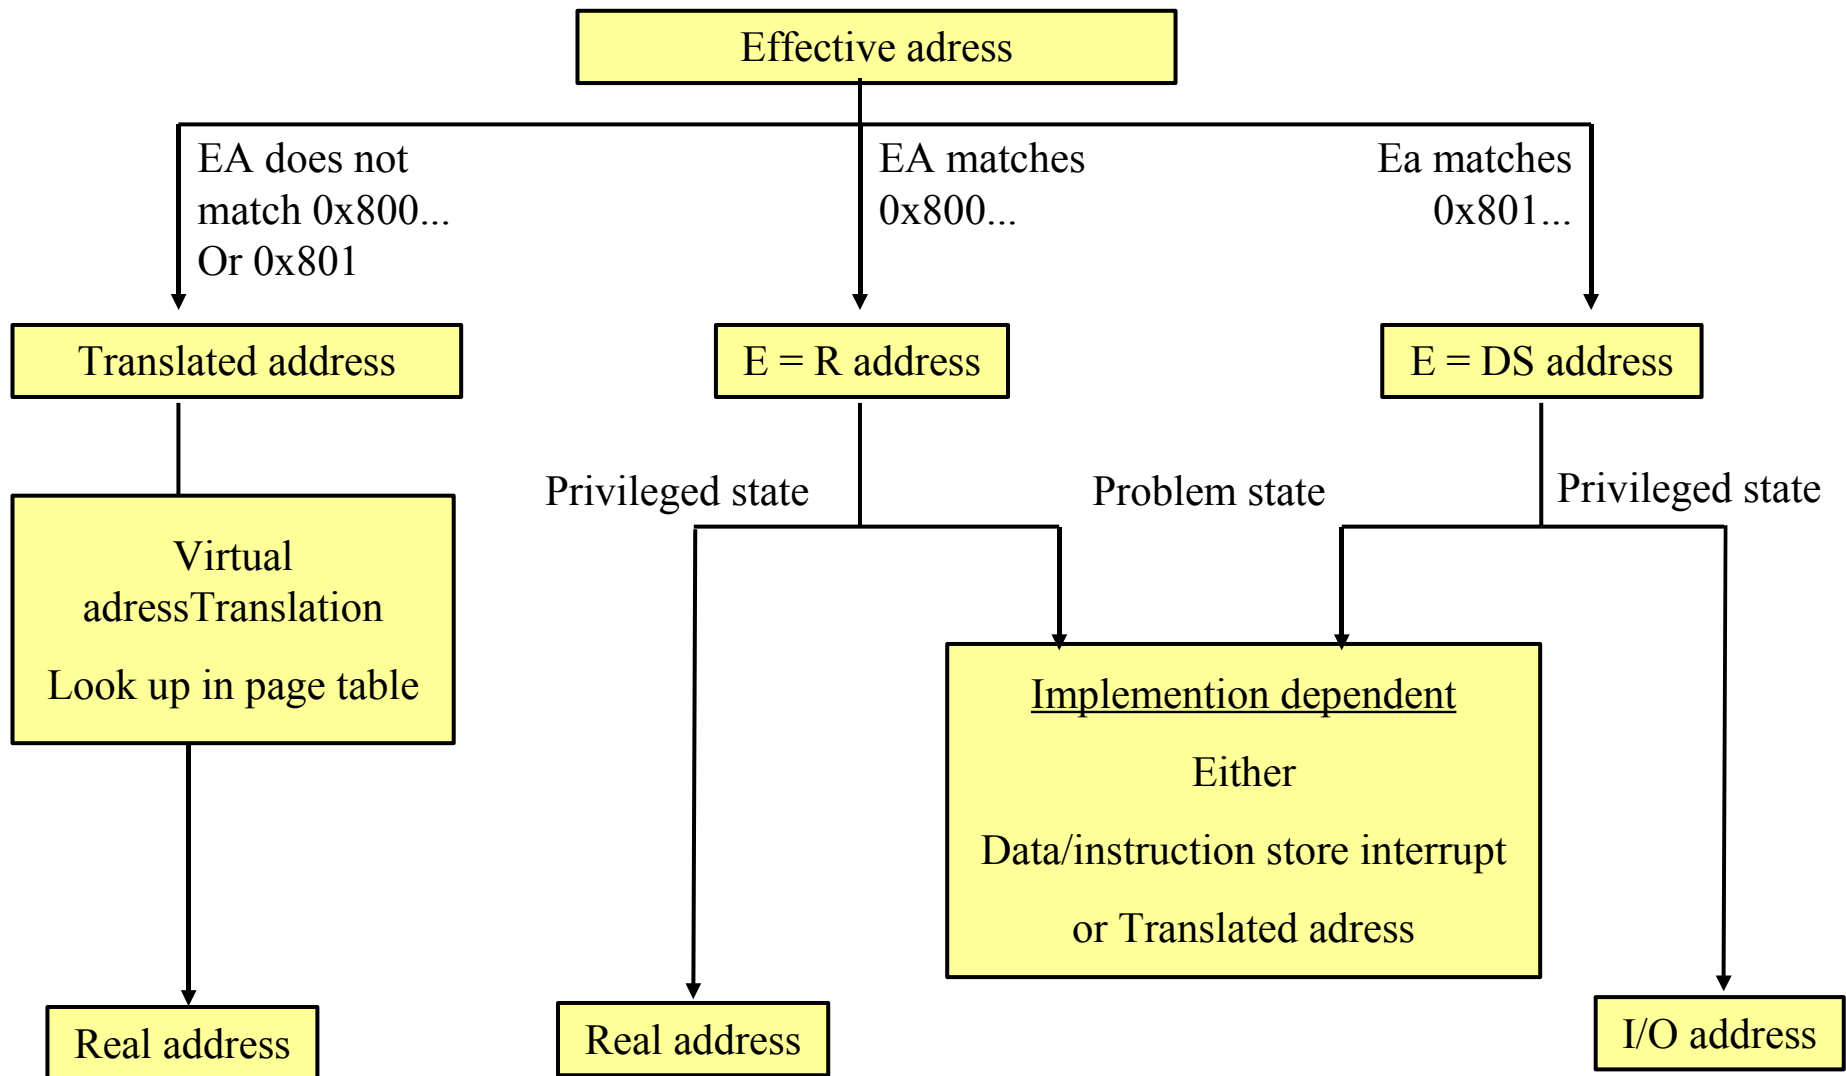 Effective adress
EA does not
match 0x800...
Or 0x801
EA matches
0x800...
Ea matches
0x801...
Translated address
E = R address
E = DS address
Privileged state
Problem state
Privileged state
Virtual
adressTranslation
Look up in page table
Implemention dependent
Either
Data/instruction store interrupt
or Translated adress
Real address
Real address
I/O address